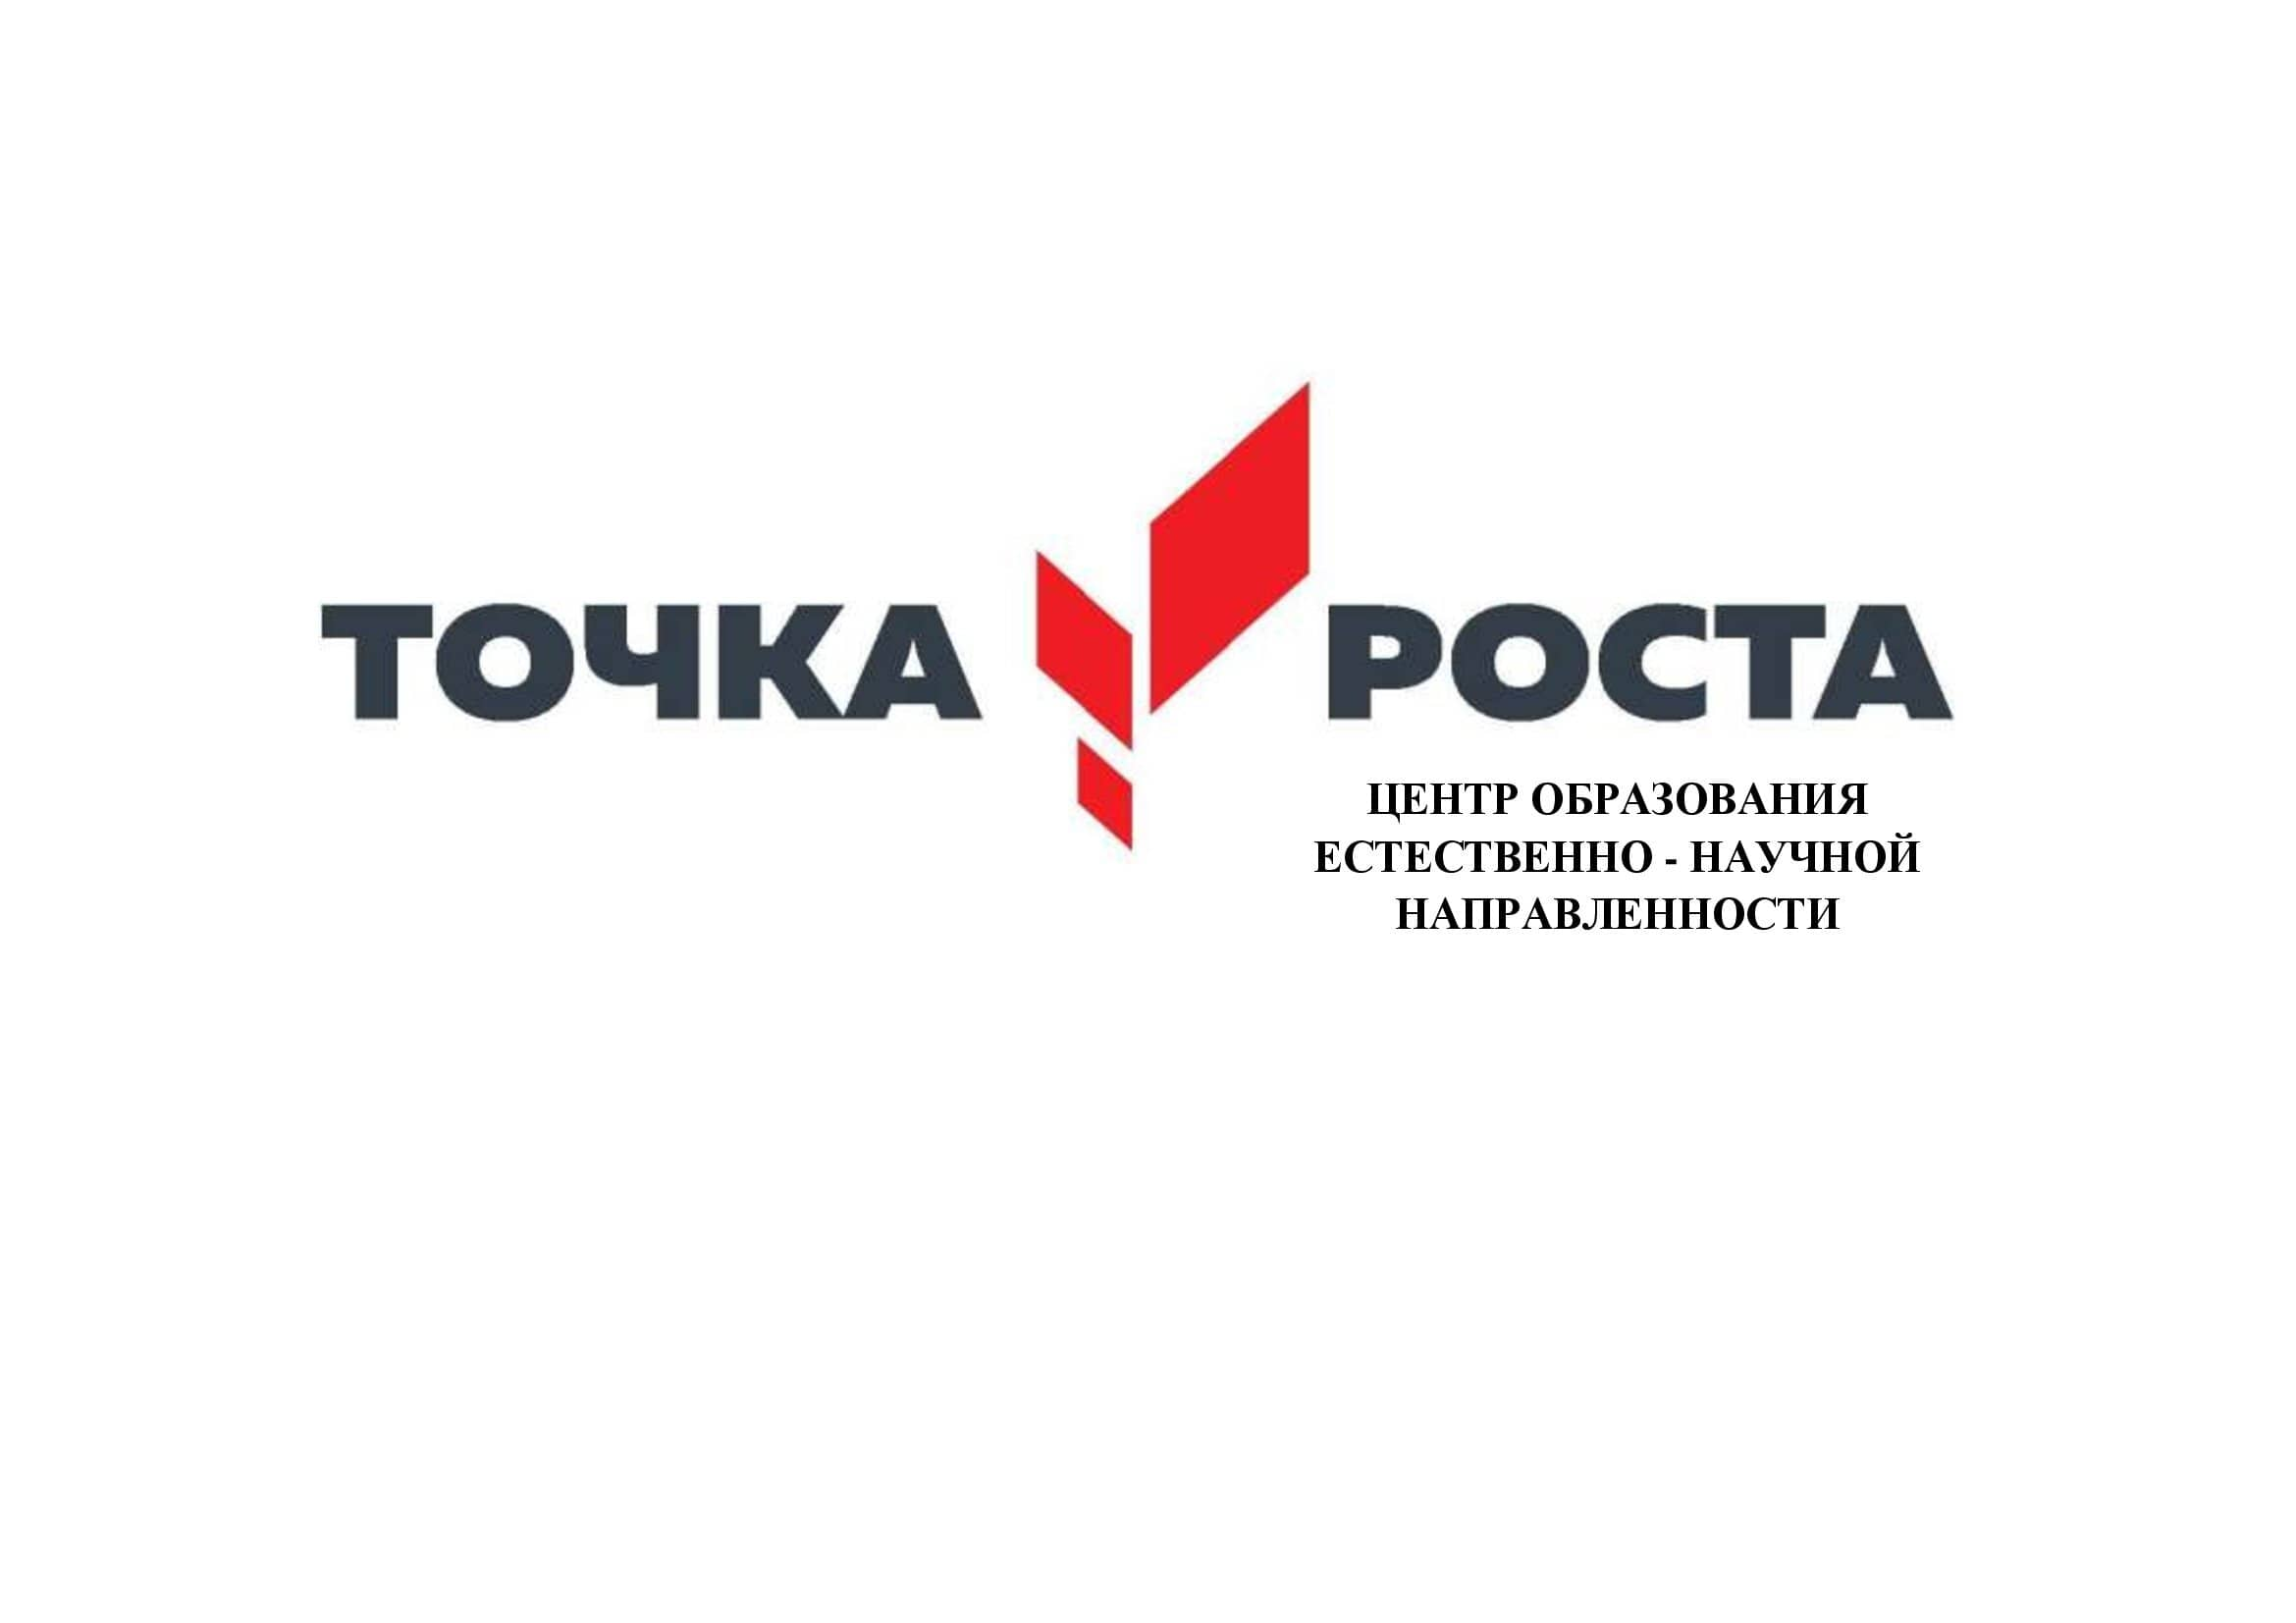 ТОЧКА РОСТА
ЦЕНТР ОБРАЗОВАНИЯ
ЕСТЕСТВЕННО - НАУЧНОЙ
НАПРАВЛЕННОСТИ